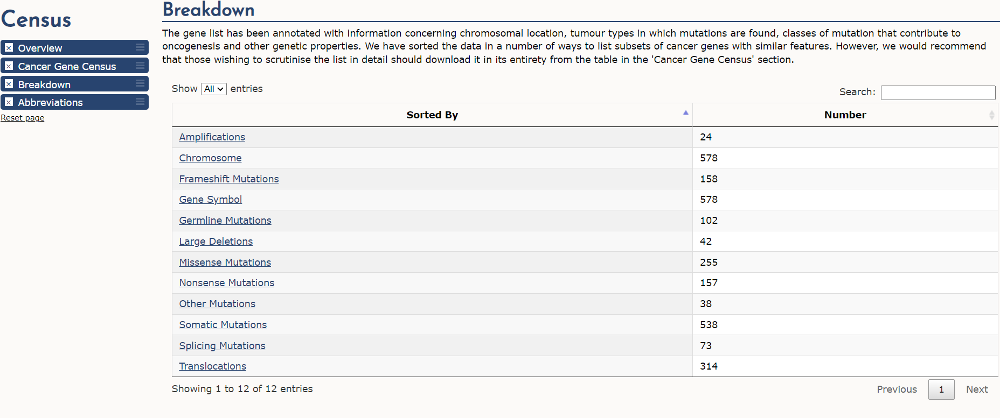 Census
Overview
Cancer Gene Census
Breakdown
Abbreviations
Reset page
Breakdown
The gene list has been annotated with information concerning chromosomal location, tumour types in which mutations are found, classes of mutation that contribute to
oncogenesis and other genetic properties. We have sorted the data in a number of ways to list subsets of cancer genes with similar features. However, we would recommend
that those wishing to scrutinise the list in detail should download it in its entirety from the table in the 'Cancer Gene Census' section.
Show All entries
Search:
Sorted By Number
Amplifications 24
Chromosome 578
Frameshift Mutations 158
Gene Symbol 578
Germline Mutations 102
Large Deletions 42
Missense Mutations 255
Nonsense Mutations 157
Other Mutations 38
Somatic Mutations 538
Splicing Mutations 73
Translocations 314
Showing 1 to 12 of 12 entries
Previous 1 Next